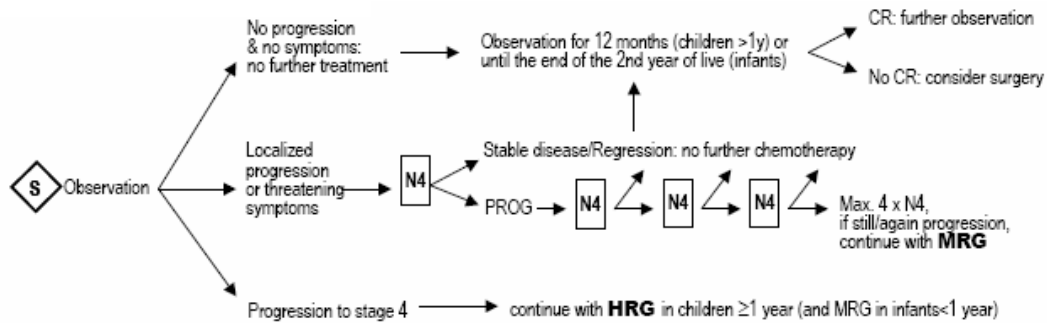 No progression
& no symptoms:
no further treatment
Observation for 12 months (children >1y) or
until the end of the 2nd year of live (infants)
CR: further observation
No CR: consider surgery
S
Observation
Localized
progression
or threatening
symptoms
N4
Stable disease/Regression: no further chemotherapy
PROG
N4
N4
N4
Max. 4 x N4,
if still/again progression,
continue with MRG
Progression to stage 4
continue with HRG in children ≥1 year (and MRG in infants<1 year)